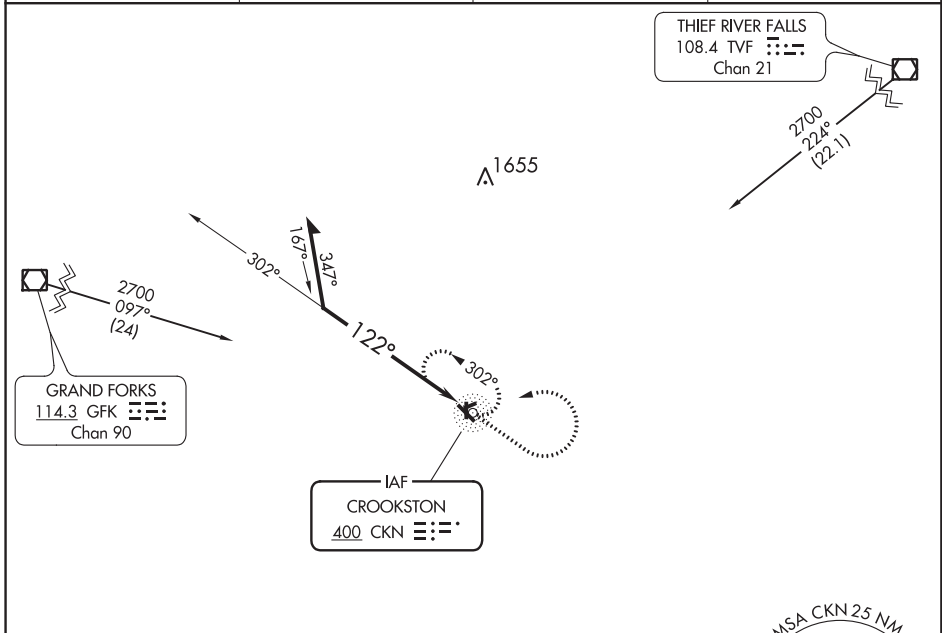 THIEF RIVER FALLS
108.4 TVF
Chan 21
2700
224°
(22.1)
1655
302°
167°
347°
2700
097°
(24)
122°
302°
GRAND FORKS
114.3 GFK
Chan 90
IAF
CROOKSTON
400 CKN
MSA CKN 25 NM